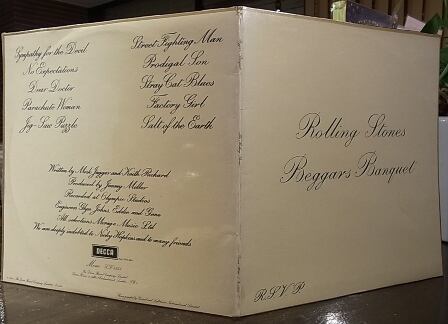 Sympathy for the Devil
No Expectations
Dear Doctor
Parachute Woman
Jig-Saw Puzzle
Street Fighting Man
Prodigal Son
Stray Cat Blues
Factory Girl
Salt of the Earth
Written by Mick Jagger and Keith Richard
Produced by Jimmy Miller
Recorded at Olympic Studios
Engineers Glyn Johns, Eddie and Gene
All selections Mirage Music Ltd
We are deeply indebted to Nicky Hopkins and to many friends
DECCA
Mono
Rolling Stones
Beggars Banquet
R.S.V.P.